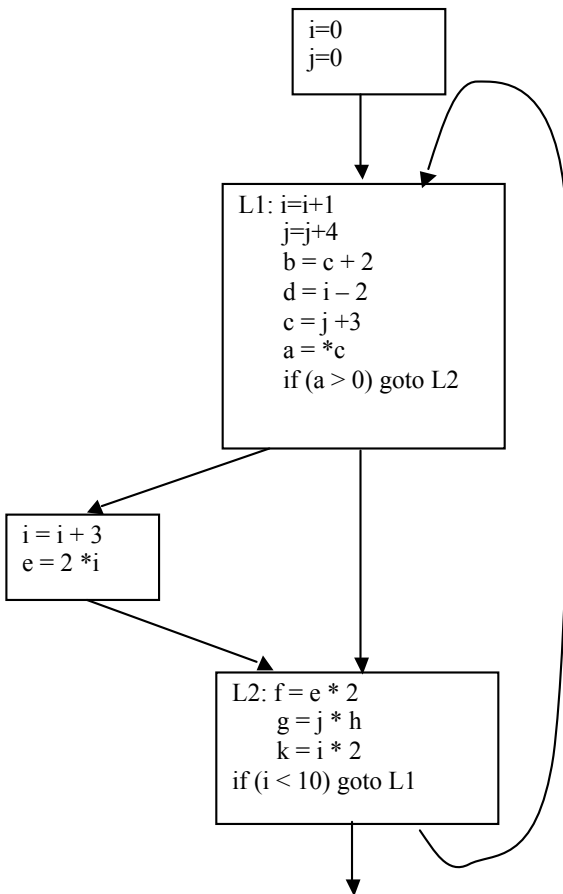 i=0
j=0
L1: i=i+1
j=j+4
b = c + 2
d = i – 2
c = j +3
a = *c
if (a > 0) goto L2
i = i + 3
e = 2 *i
L2: f = e * 2
g = j * h
k = i * 2
if (i < 10) goto L1